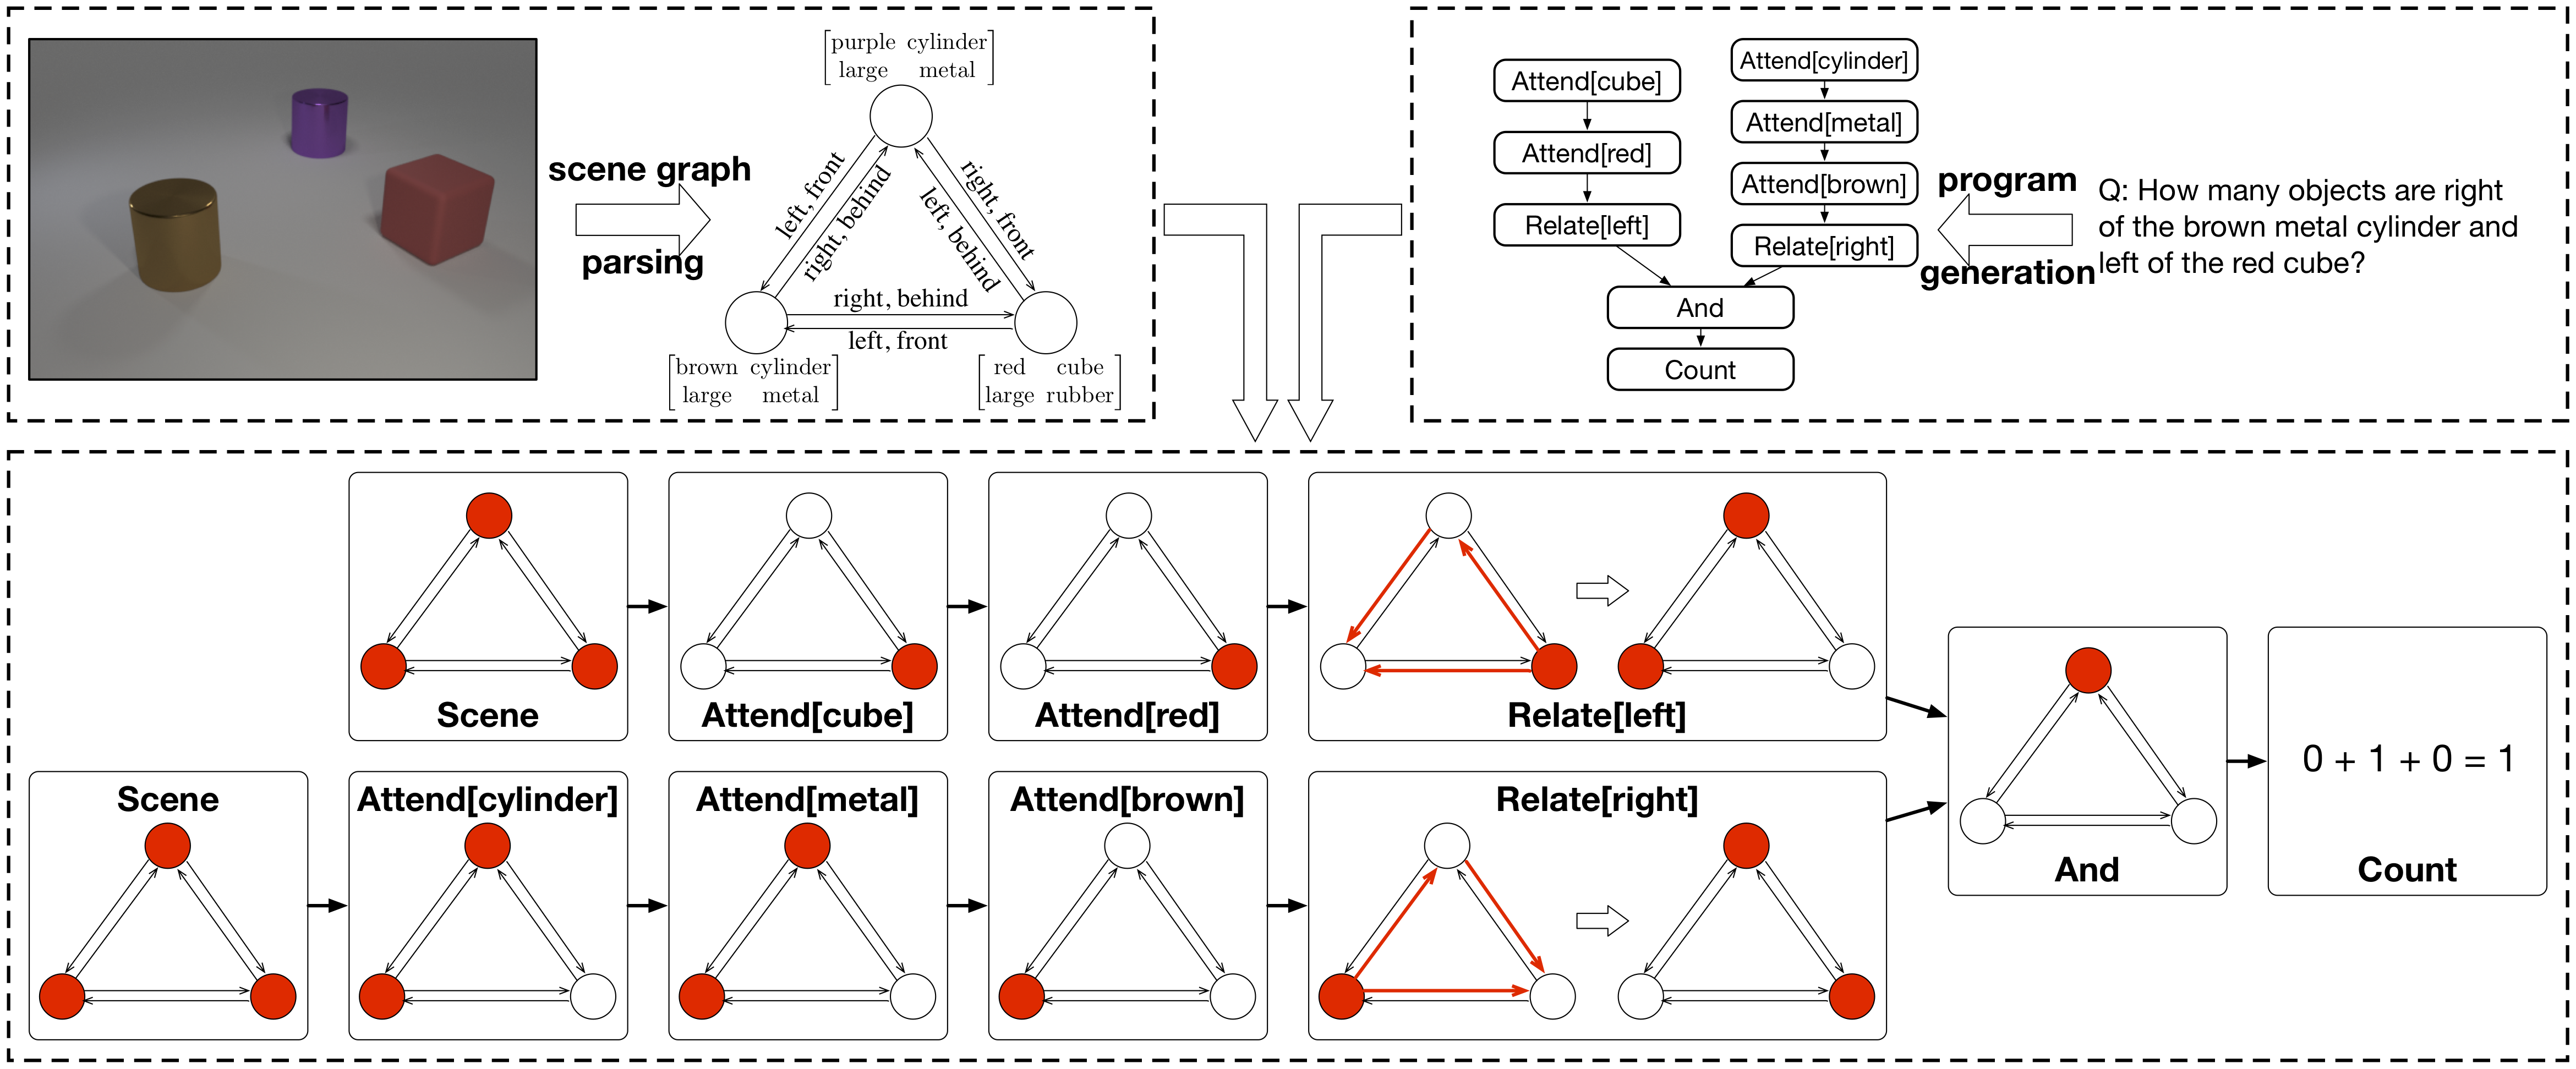 purple cylinder
large metal
scene graph
parsing
left, front
right, behind
right, front
left, behind
right, behind
left, front
brown cylinder
large metal
red cube
large rubber
Attend[cube]
Attend[red]
Relate[left]
Attend[cylinder]
Attend[metal]
Attend[brown]
Relate[right]
And
Count
program
generation
Q: How many objects are right
of the brown metal cylinder and
left of the red cube?
Scene
Attend[cube]
Attend[red]
Relate[left]
Scene
Attend[cylinder]
Attend[metal]
Attend[brown]
Relate[right]
And
0 + 1 + 0 = 1
Count